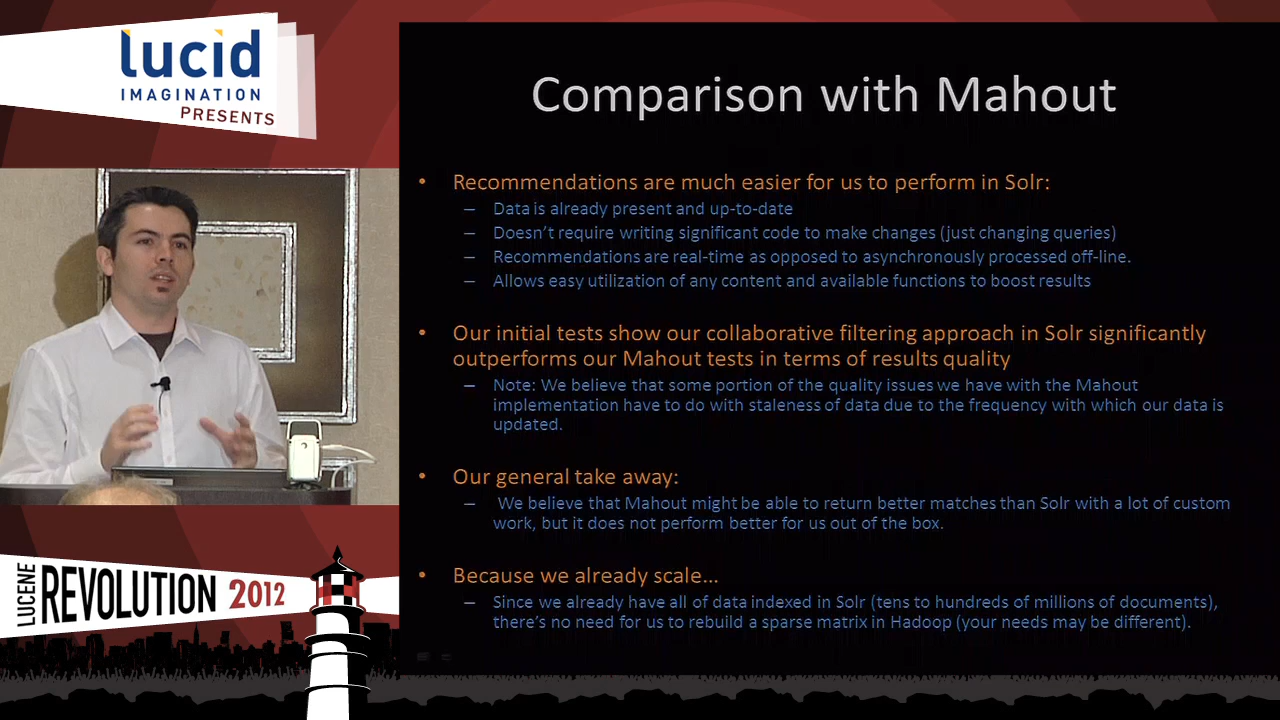 lucid
IMAGINATION
PRESENTS
Comparison with Mahout
• Recommendations are much easier for us to perform in Solr:
– Data is already present and up-to-date
– Doesn't require writing significant code to make changes (just changing queries)
– Recommendations are real-time as opposed to asynchronously processed off-line.
– Allows easy utilization of any content and available functions to boost results
• Our initial tests show our collaborative filtering approach in Solr significantly
outperforms our Mahout tests in terms of results quality
– Note: We believe that some portion of the quality issues we have with the Mahout
implementation have to do with staleness of data due to the frequency with which our data is
updated.
• Our general take away:
– We believe that Mahout might be able to return better matches than Solr with a lot of custom
work, but it does not perform better for us out of the box.
• Because we already scale…
– Since we already have all of data indexed in Solr (tens to hundreds of millions of documents),
there's no need for us to rebuild a sparse matrix in Hadoop (your needs may be different).
LUCENE
REVOLUTION 2012